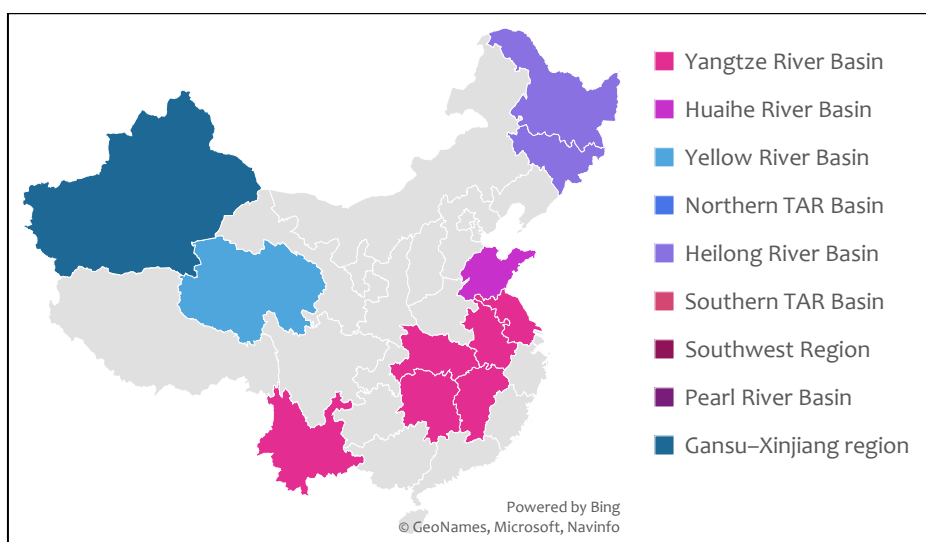 Yangtze River Basin
Huaihe River Basin
Yellow River Basin
Northern TAR Basin
Heilong River Basin
Southern TAR Basin
Southwest Region
Pearl River Basin
Gansu–Xinjiang region
Powered by Bing
© GeoNames, Microsoft, Navinfo